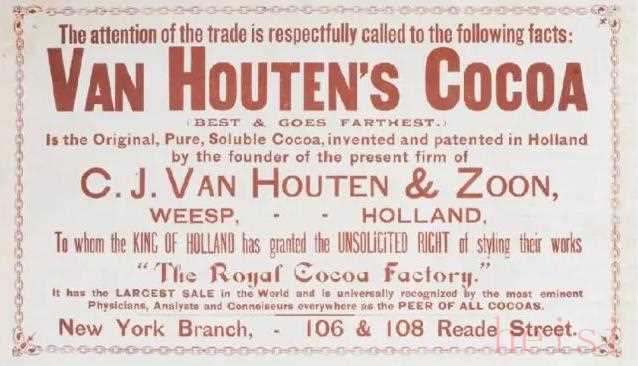 The attention of the trade is respectfully called to the following facts:
VAN HOUTEN'S COCOA
(BEST & GOES FARTHEST.)
Is the Original, Pure, Soluble Cocoa, invented and patented in Holland
by the founder of the present firm of
C. J. VAN HOUTEN & ZOON,
WEESP, - - HOLLAND,
To whom the KING OF HOLLAND has granted the UNSOLICITED RIGHT of styling their works
"The Royal Cocoa Factory."
It has the LARGEST SALE in the World and is universally recognized by the most eminent
Physicians, Analysts and Connoiseurs everywhere as the PEER OF ALL COCOAS.
New York Branch, - 106 & 108 Reade Street.
heisi